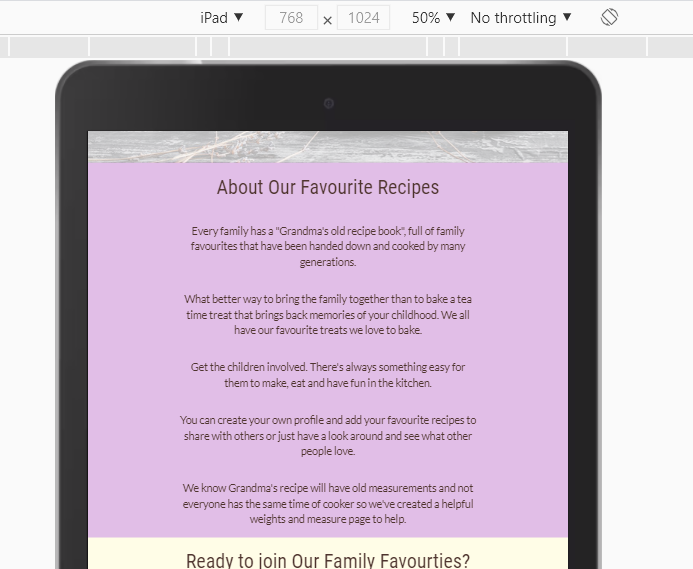 iPad ▼ 768 × 1024 50% ▼ No throttling ▼
About Our Favourite Recipes
Every family has a "Grandma's old recipe book", full of family
favourites that have been handed down and cooked by many
generations.
What better way to bring the family together than to bake a tea
time treat that brings back memories of your childhood. We all
have our favourite treats we love to bake.
Get the children involved. There's always something easy for
them to make, eat and have fun in the kitchen.
You can create your own profile and add your favourite recipes to
share with others or just have a look around and see what other
people love.
We know Grandma's recipe will have old measurements and not
everyone has the same time of cooker so we've created a helpful
weights and measure page to help.
Ready to join Our Family Favourties?